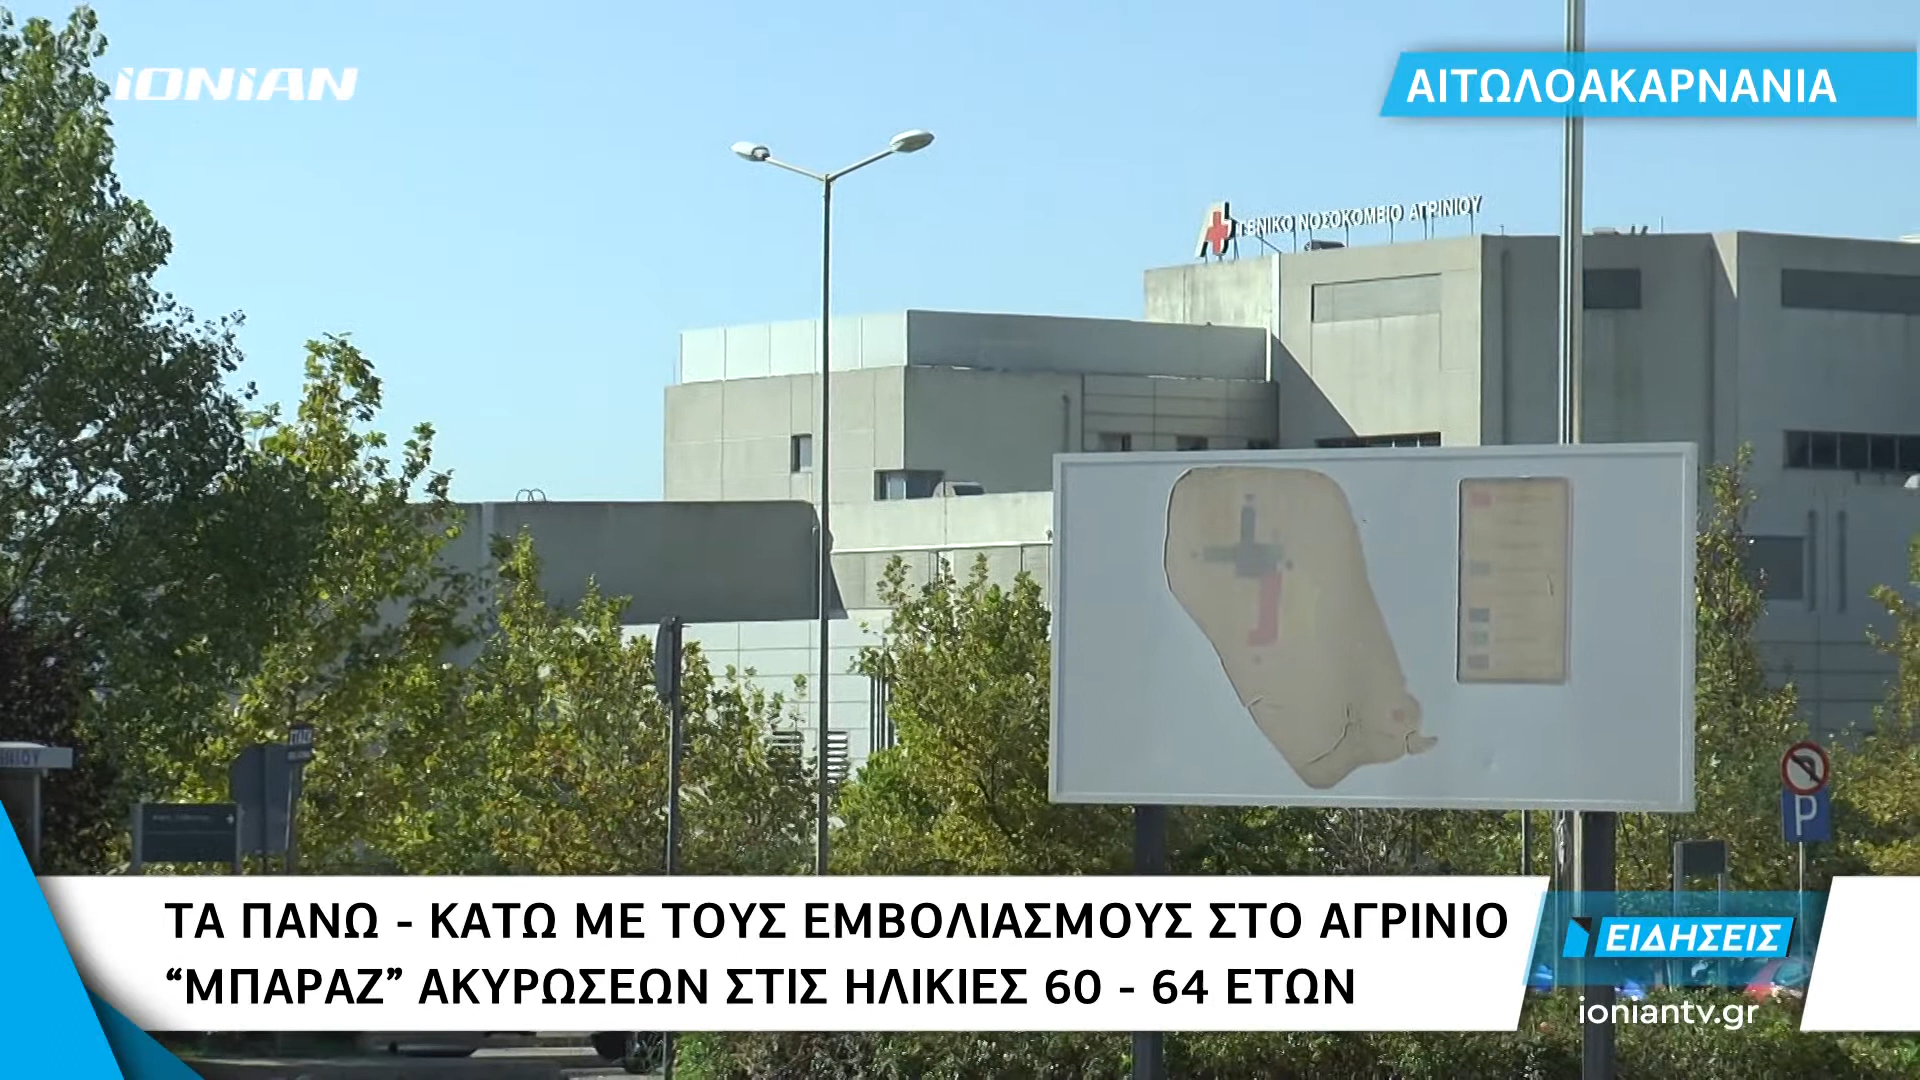 IONIAN
ΑΙΤΩΛΟΑΚΑΡΝΑΝΙΑ
ΓΕΝΙΚΟ ΝΟΣΟΚΟΜΕΙΟ ΑΓΡΙΝΙΟΥ
P
ΤΑ ΠΑΝΩ - ΚΑΤΩ ΜΕ ΤΟΥΣ ΕΜΒΟΛΙΑΣΜΟΥΣ ΣΤΟ ΑΓΡΙΝΙΟ
“ΜΠΑΡΑΖ” ΑΚΥΡΩΣΕΩΝ ΣΤΙΣ ΗΛΙΚΙΕΣ 60 - 64 ΕΤΩΝ
ΕΙΔΗΣΕΙΣ
ioniantv.gr